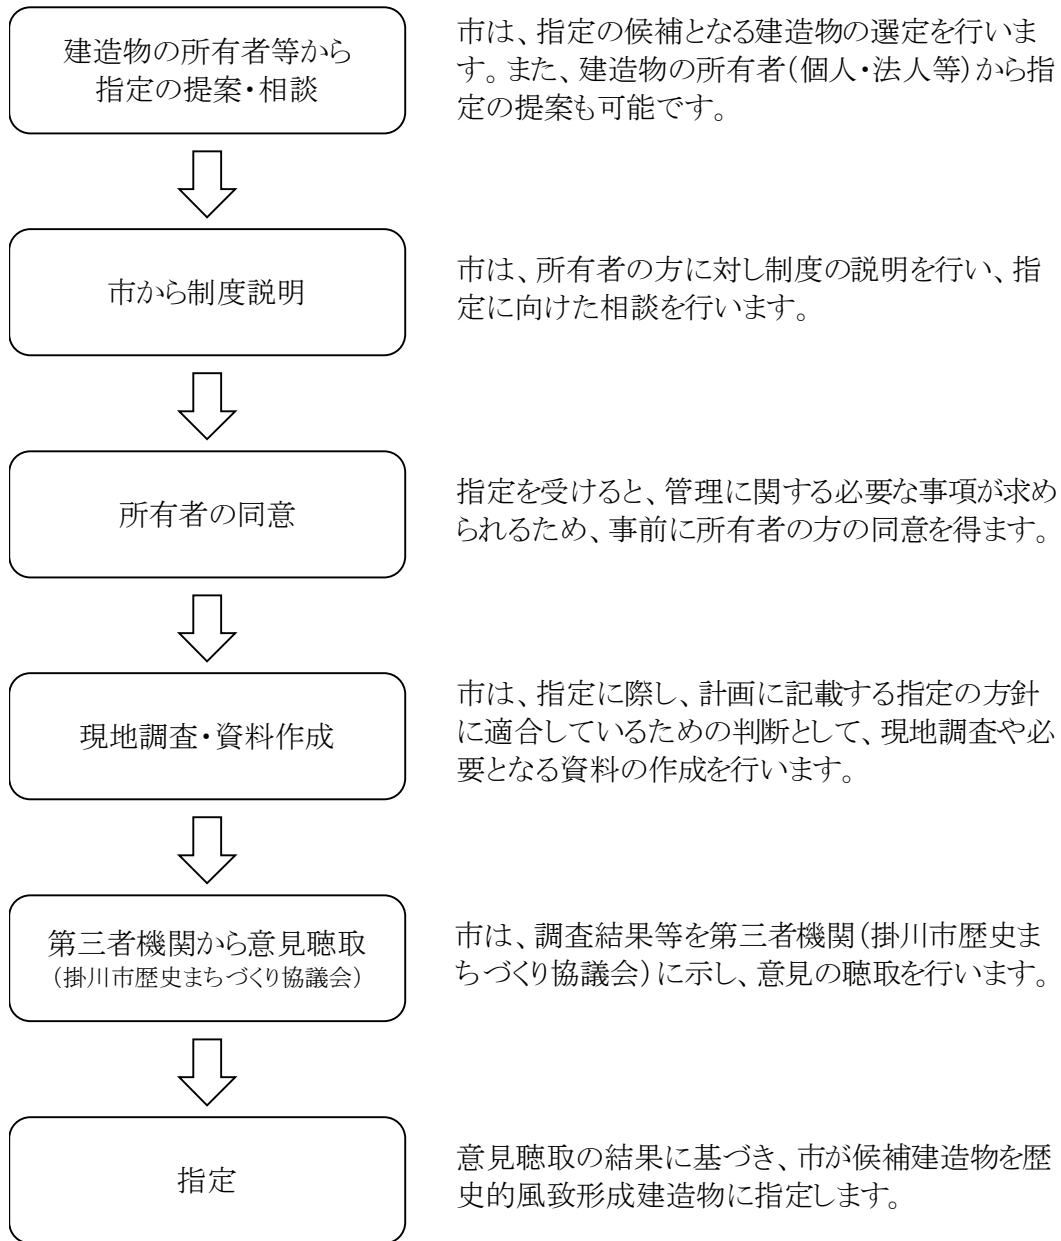 建造物の所有者等から
指定の提案・相談
市は、指定の候補となる建造物の選定を行いま
す。また、建造物の所有者(個人・法人等)から指
定の提案も可能です。
市から制度説明
市は、所有者の方に対し制度の説明を行い、指
定に向けた相談を行います。
所有者の同意
指定を受けると、管理に関する必要な事項が求め
られるため、事前に所有者の方の同意を得ます。
現地調査・資料作成
市は、指定に際し、計画に記載する指定の方針
に適合しているための判断として、現地調査や必
要となる資料の作成を行います。
第三者機関から意見聴取
(掛川市歴史まちづくり協議会)
市は、調査結果等を第三者機関(掛川市歴史ま
ちづくり協議会)に示し、意見の聴取を行います。
指定
意見聴取の結果に基づき、市が候補建造物を歴
史的風致形成建造物に指定します。